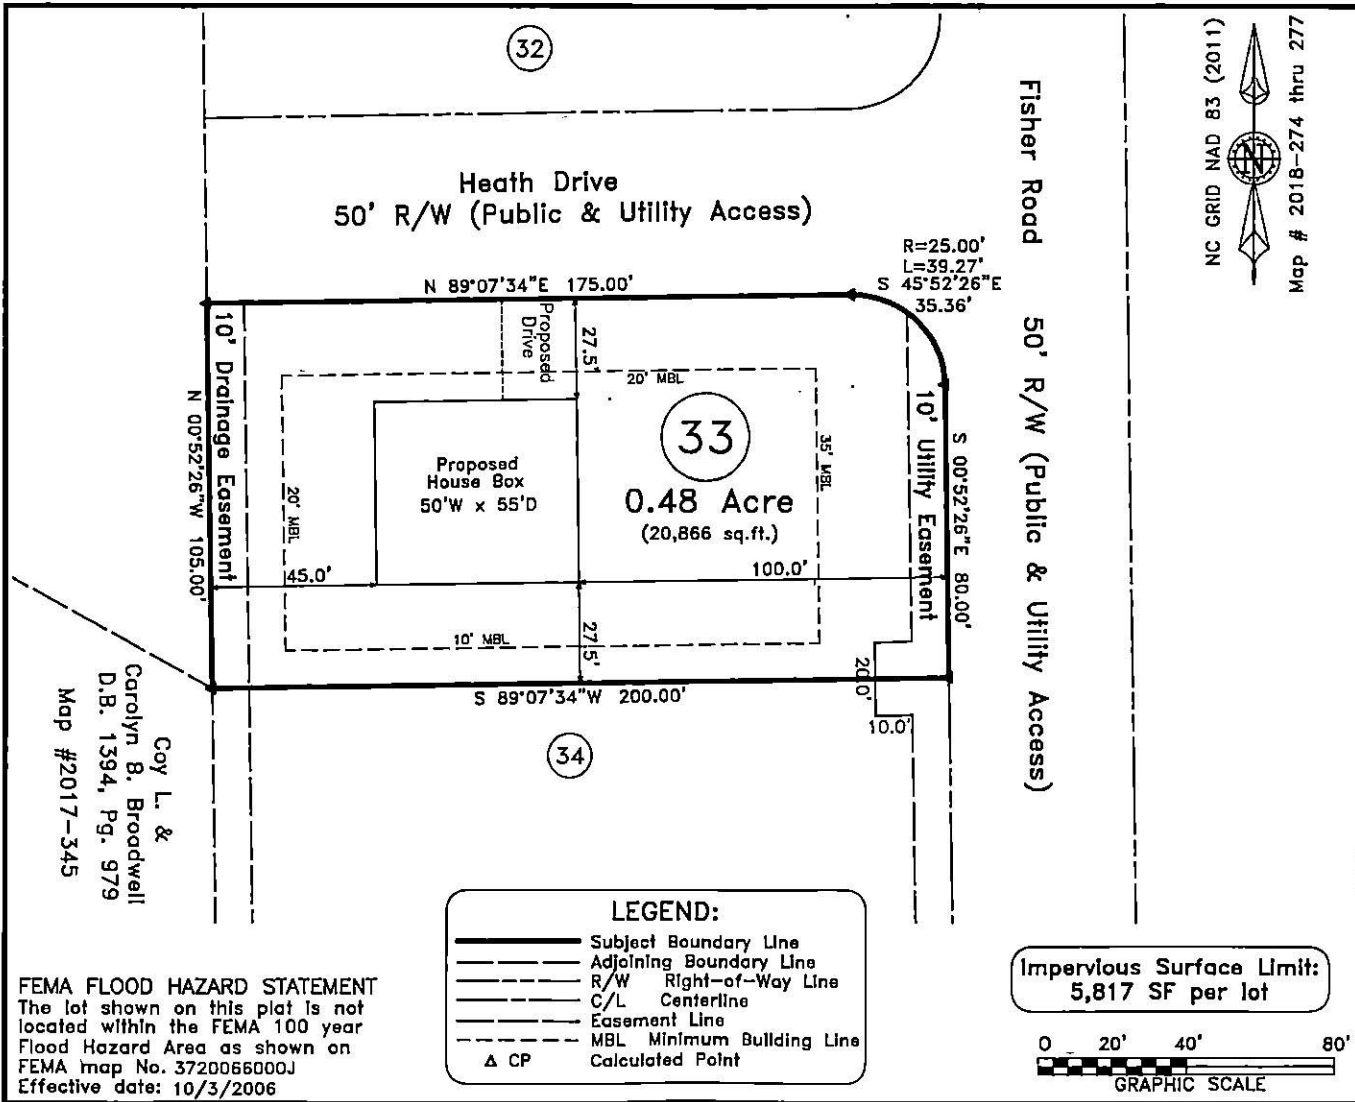 32
Heath Drive
50' R/W (Public & Utility Access)
Fisher Road 50' R/W (Public & Utility Access)
NC GRID NAD 83 (2011)
N
Map # 2018-274 thru 277
R=25.00'
L=39.27'
S 45°52'26"E
35.36'
N 89°07'34"E 175.00'
10' Drainage Easement
N 00°52'26"W 105.00'
Proposed
Drive
27.5'
20' MBL
33
0.48 Acre
(20,866 sq.ft.)
35' MBL
10' Utility Easement
S 00°52'26"E 80.00'
Proposed
House Box
50'W x 55'D
20' MBL
45.0'
100.0'
10' MBL
27.5'
20.0'
10.0'
S 89°07'34"W 200.00'
34
Coy L. &
Carolyn B. Broadwell
D.B. 1394, Pg. 979
Map #2017-345
LEGEND:
Subject Boundary Line
Adjoining Boundary Line
R/W Right-of-Way Line
C/L Centerline
Easement Line
MBL Minimum Building Line
Δ CP Calculated Point
FEMA FLOOD HAZARD STATEMENT
The lot shown on this plat is not
located within the FEMA 100 year
Flood Hazard Area as shown on
FEMA map No. 3720066000J
Effective date: 10/3/2006
Impervious Surface Limit:
5,817 SF per lot
0 20' 40' 80'
GRAPHIC SCALE